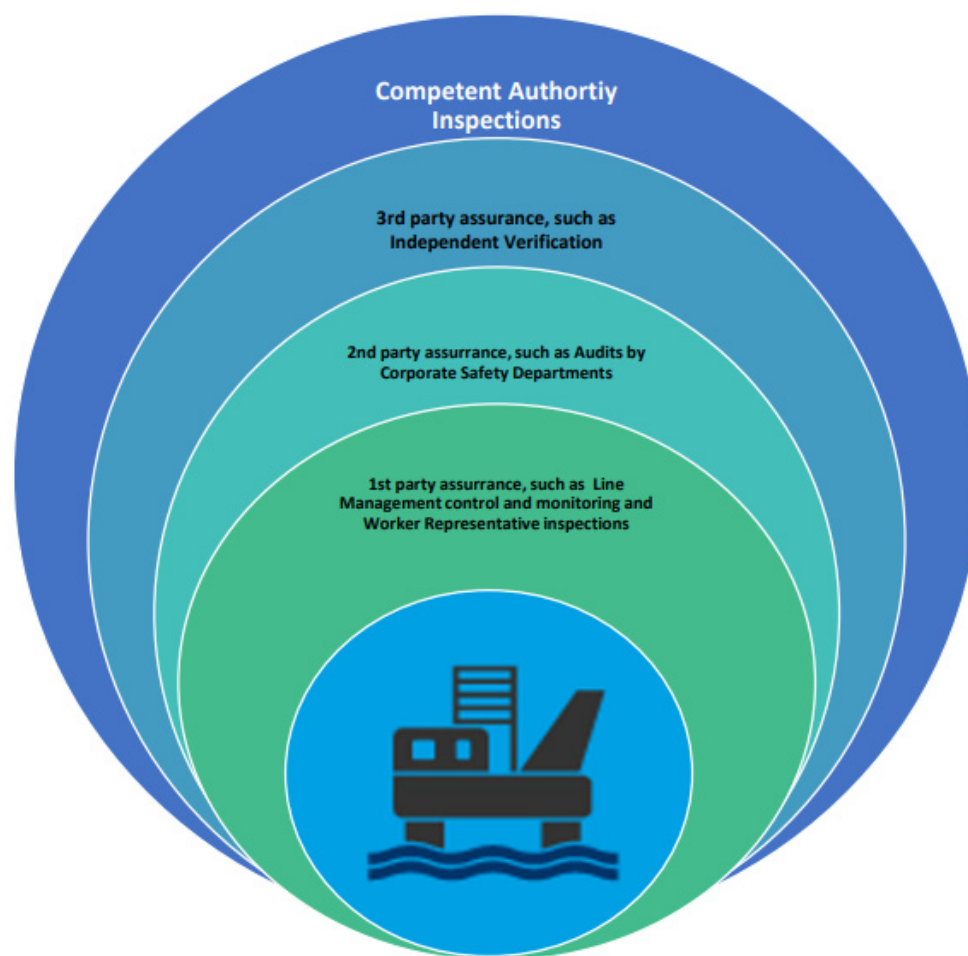 Competent Authortiy
Inspections
3rd party assurance, such as
Independent Verification
2nd party assurrance, such as Audits by
Corporate Safety Departments
1st party assurrance, such as  Line
Management control and monitoring and
Worker Representative inspections